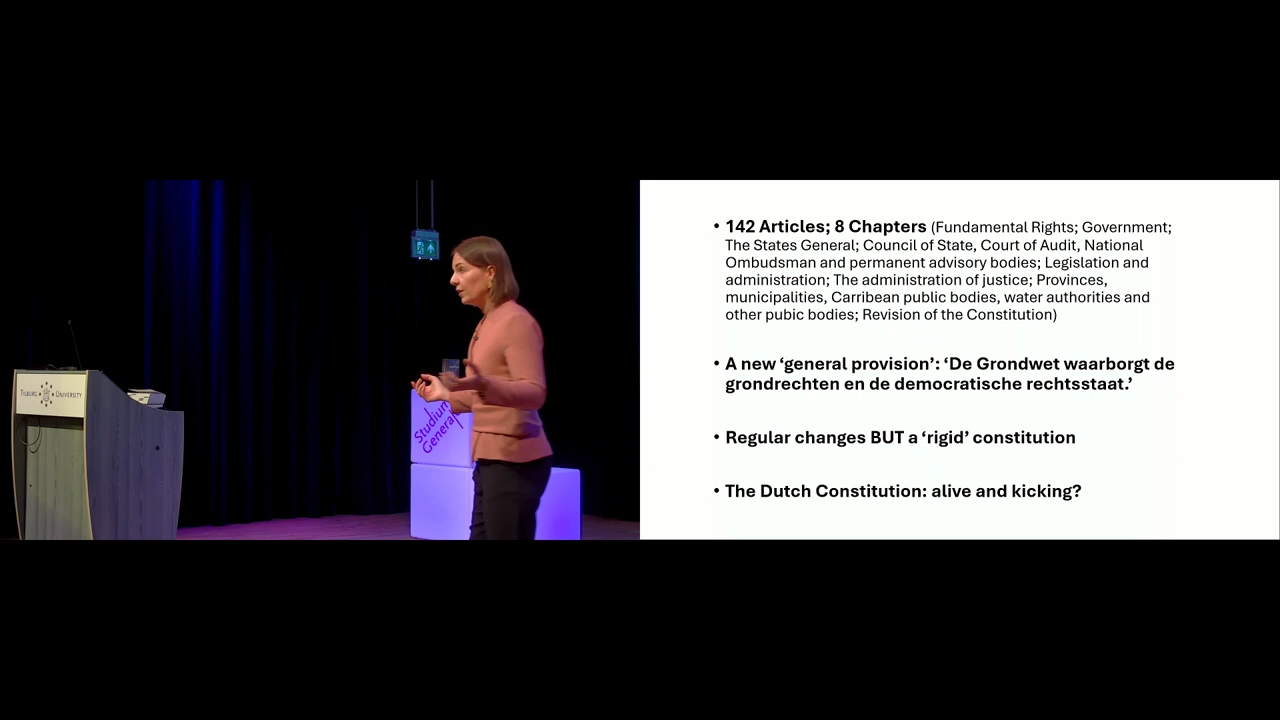 TILBURG UNIVERSITY
Studium
Generale
• 142 Articles; 8 Chapters (Fundamental Rights; Government;
The States General; Council of State, Court of Audit, National
Ombudsman and permanent advisory bodies; Legislation and
administration; The administration of justice; Provinces,
municipalities, Carribean public bodies, water authorities and
other pubic bodies; Revision of the Constitution)
• A new ‘general provision’: ‘De Grondwet waarborgt de
grondrechten en de democratische rechtsstaat.’
• Regular changes BUT a ‘rigid’ constitution
• The Dutch Constitution: alive and kicking?